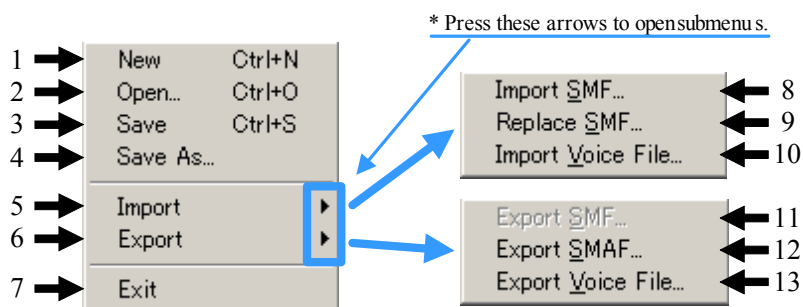 * Press these arrows to open submenus.
1 New Ctrl+N
2 Open... Ctrl+O
3 Save Ctrl+S
4 Save As...
5 Import
6 Export
7 Exit
Import SMF... 8
Replace SMF... 9
Import Voice File... 10
Export SMF... 11
Export SMAF... 12
Export Voice File... 13